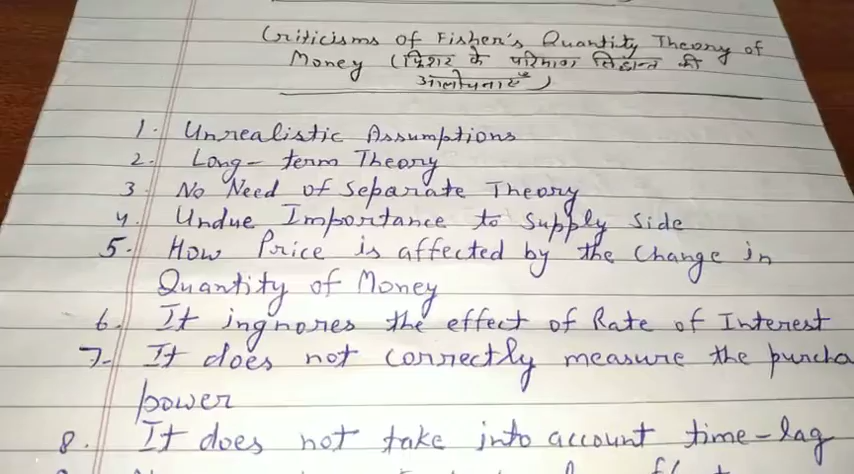 Criticisms of Fisher's Quantity Theory of
Money (फिशर के परिमाण सिद्धान्त की
आलोचनाएँ)
1. Unrealistic Assumptions
2. Long-term Theory
3. No Need of Separate Theory
4. Undue Importance to Supply Side
5. How Price is affected by the Change in
Quantity of Money
6. It ingnores the effect of Rate of Interest
7. It does not correctly measure the purcha
power
8. It does not take into account time-lag